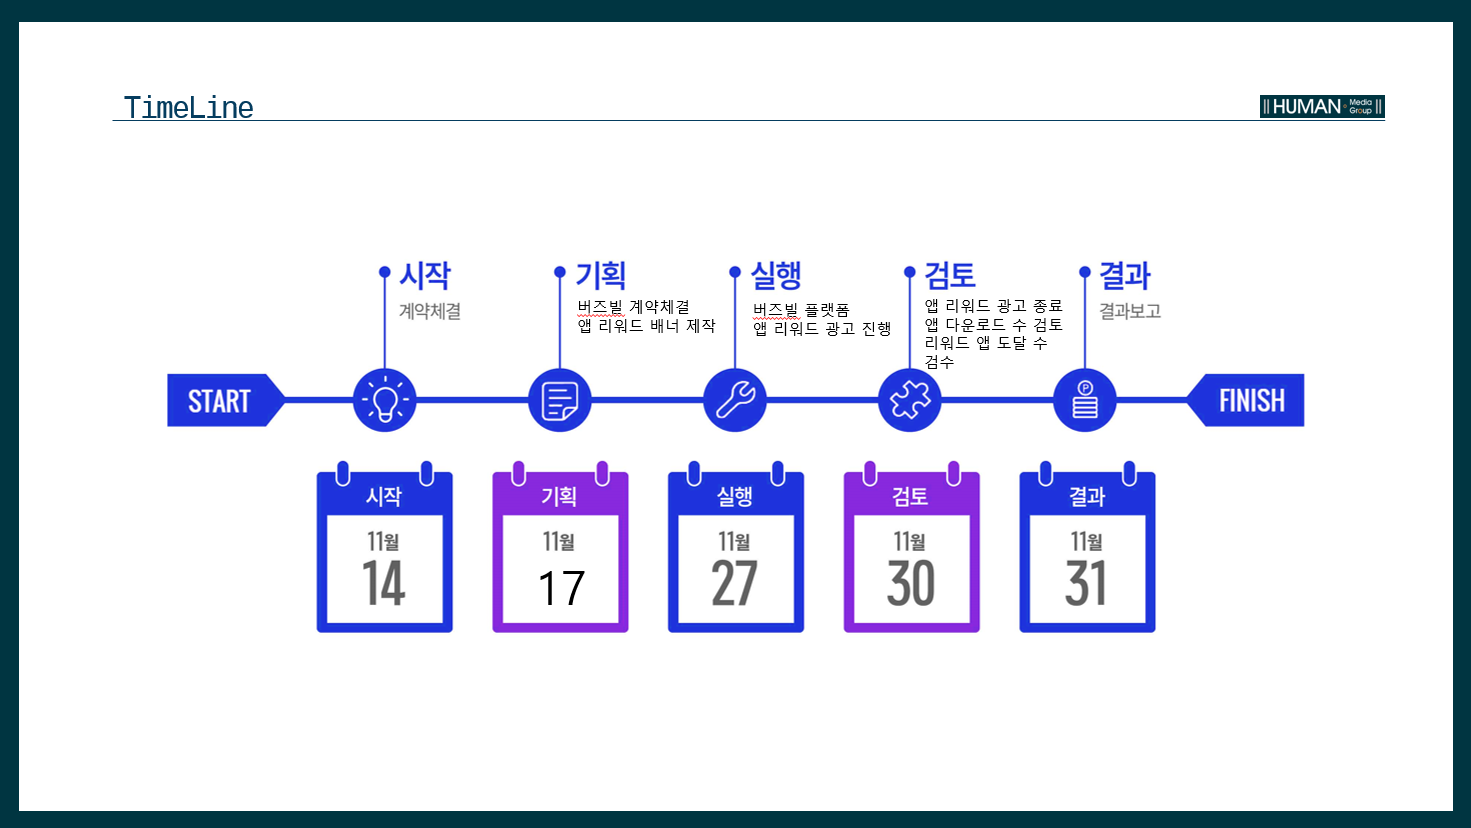 TimeLine
HUMAN Media Group
시작
계약체결
기획
버즈빌 계약체결
앱 리워드 배너 제작
실행
버즈빌 플랫폼
앱 리워드 광고 진행
검토
앱 리워드 광고 종료
앱 다운로드 수 검토
리워드 앱 도달 수
검수
결과
결과보고
START
P
FINISH
시작
11월
14
기획
11월
17
실행
11월
27
검토
11월
30
결과
11월
31